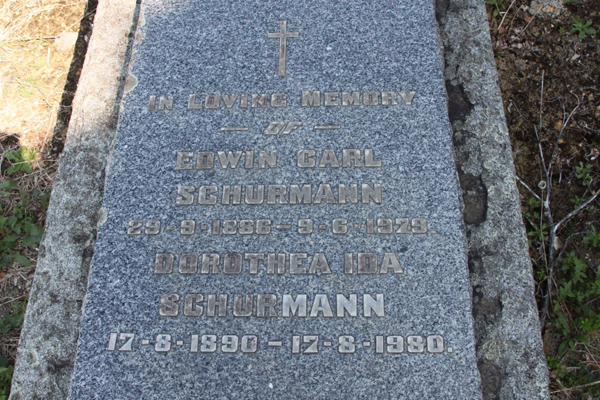 IN LOVING MEMORY
— OF —
EDWIN CARL
SCHURMANN
29-9-1886 – 9-6-1979.
DOROTHEA IDA
SCHURMANN
17-8-1890 – 17-8-1980.